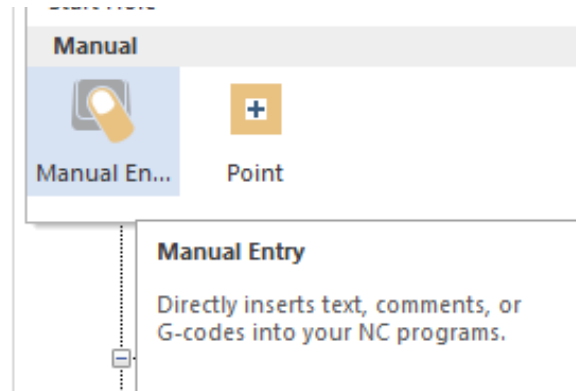 Manual
Manual En...
Point
Manual Entry
Directly inserts text, comments, or
G-codes into your NC programs.